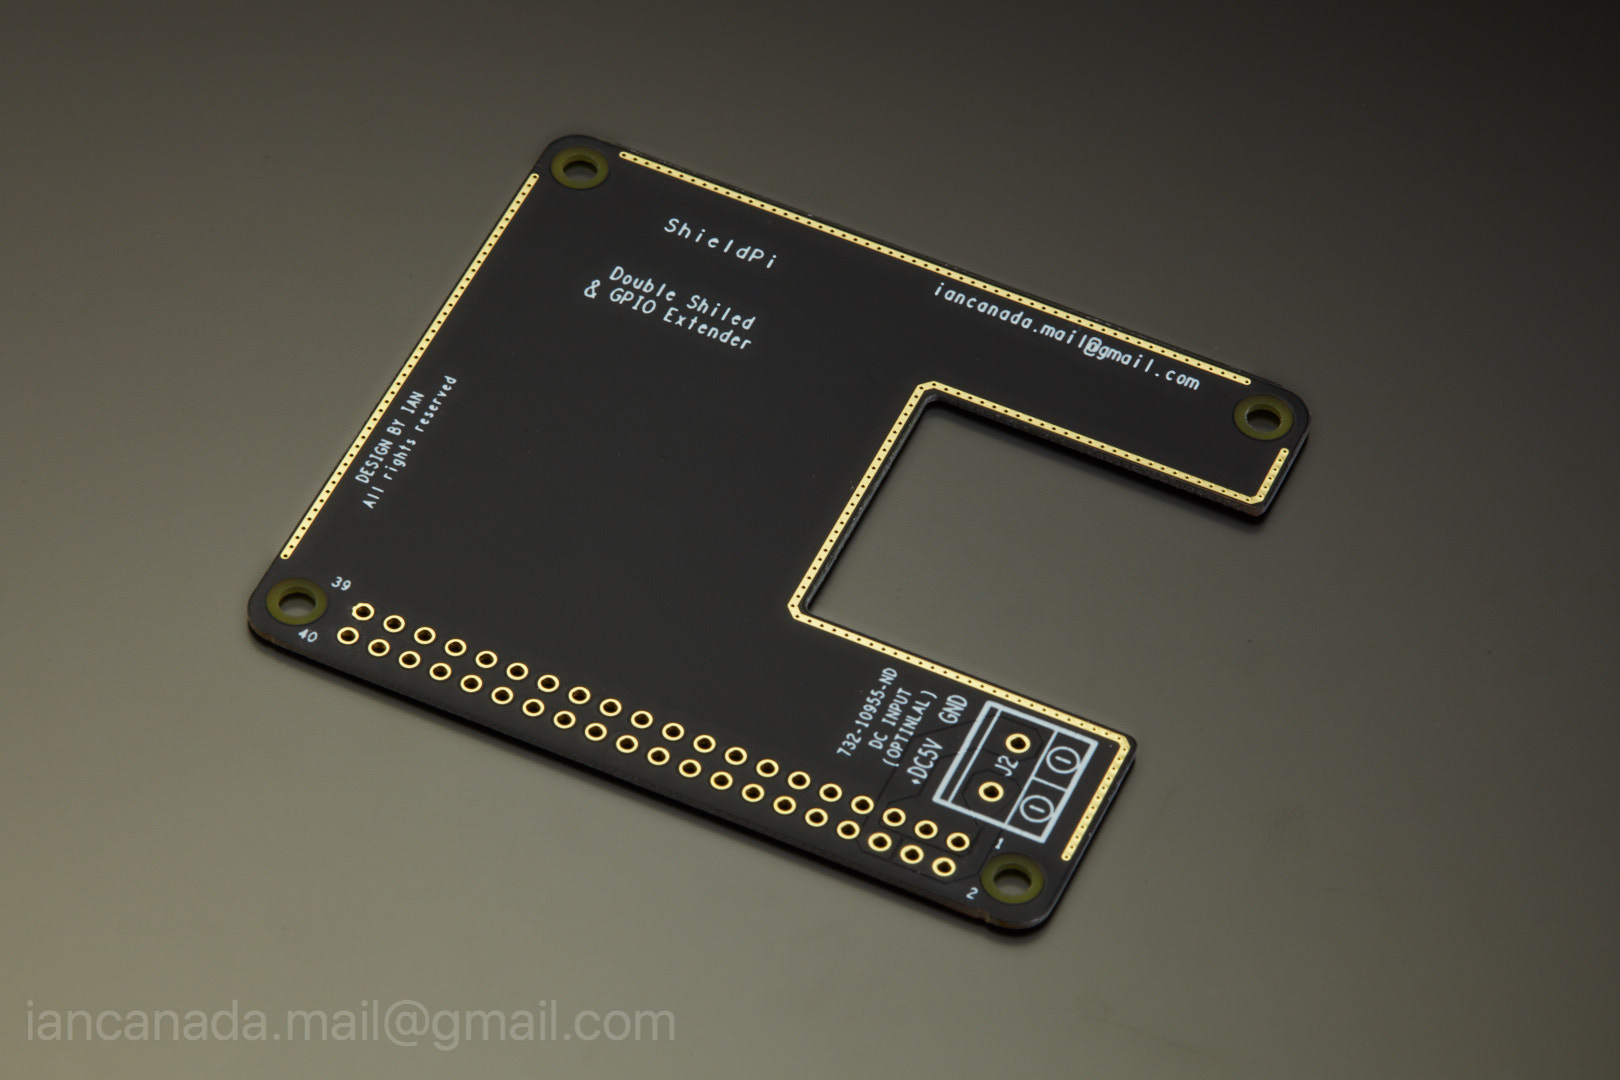 ShieldPi
Double Shiled
& GPIO Extender
iancanada.mail@gmail.com
DESIGN BY IAN
All rights reserved
39
40
732-10955-ND
DC INPUT
(OPTINLAL)
+DC5V GND
J2
1
2
iancanada.mail@gmail.com